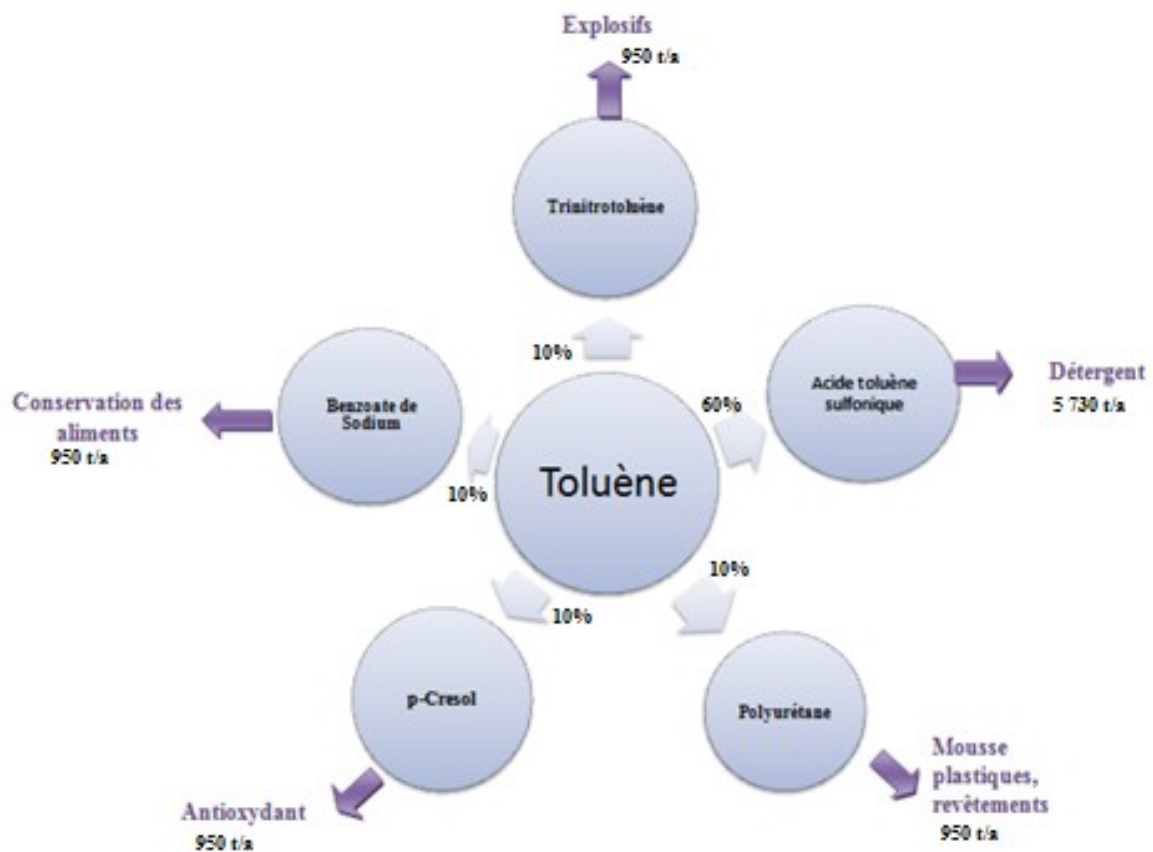 Explosifs
950 t/a
Trinitrotoluène
10%
60%
Acide toluène
sulfonique
Détergent
5 730 t/a
Conservation des
aliments
950 t/a
Benzoate de
Sodium
10%
Toluène
10%
10%
p-Cresol
Polyurétane
Antioxydant
950 t/a
Mousse
plastiques,
revêtements
950 t/a